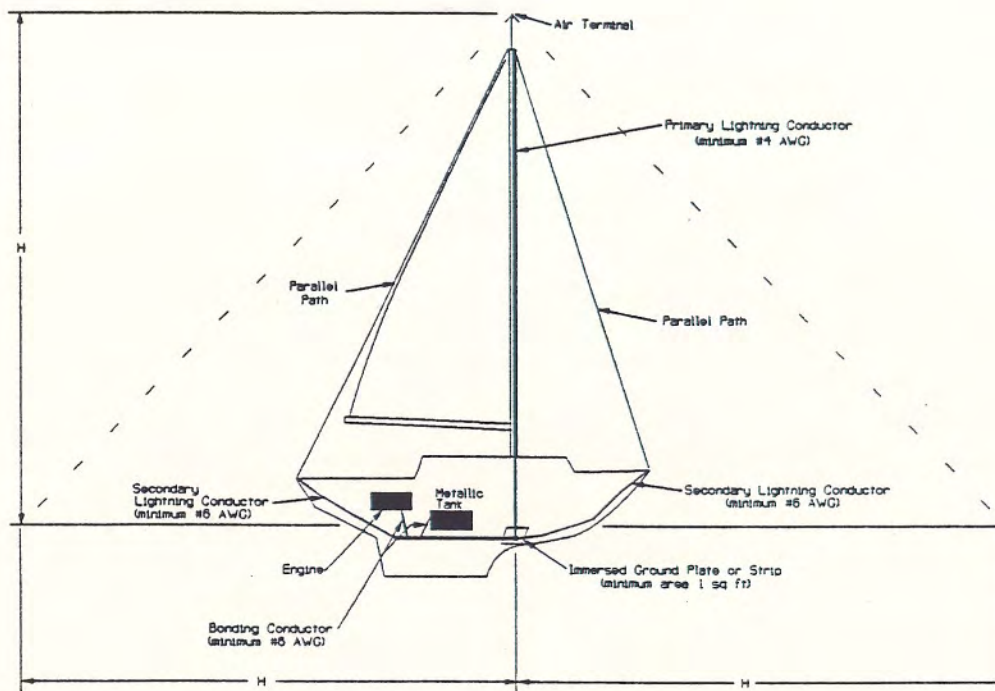 Air Terminal
Primary Lightning Conductor
(minimum #4 AWG)
H
Parallel
Path
Parallel Path
Secondary
Lightning Conductor
(minimum #6 AWG)
Metallic
Tank
Secondary Lightning Conductor
(minimum #6 AWG)
Engine
Immersed Ground Plate or Strip
(minimum area 1 sq ft)
Bonding Conductor
(minimum #6 AWG)
H
H